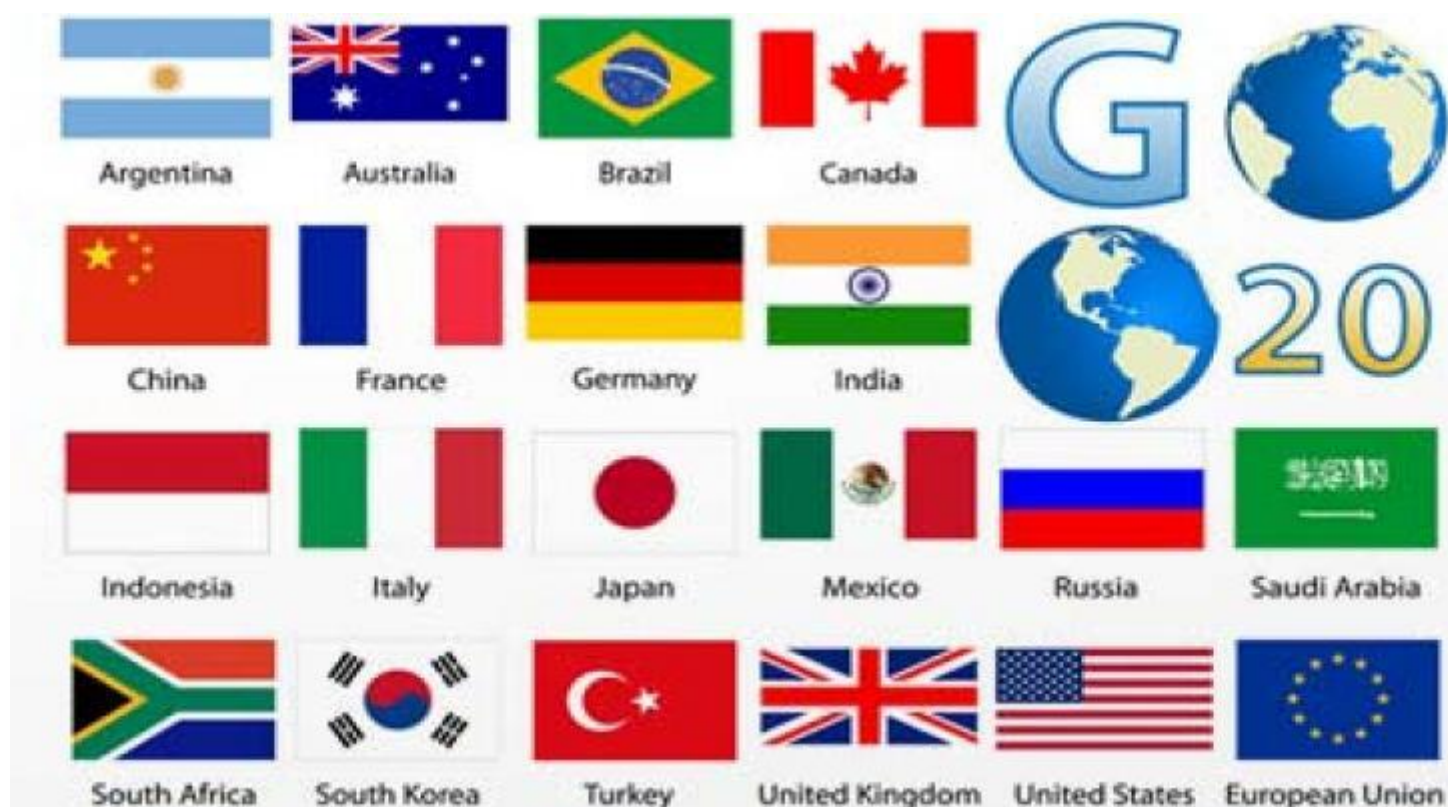 Argentina Australia Brazil Canada G
China France Germany India 20
Indonesia Italy Japan Mexico Russia Saudi Arabia
South Africa South Korea Turkey United Kingdom United States European Union